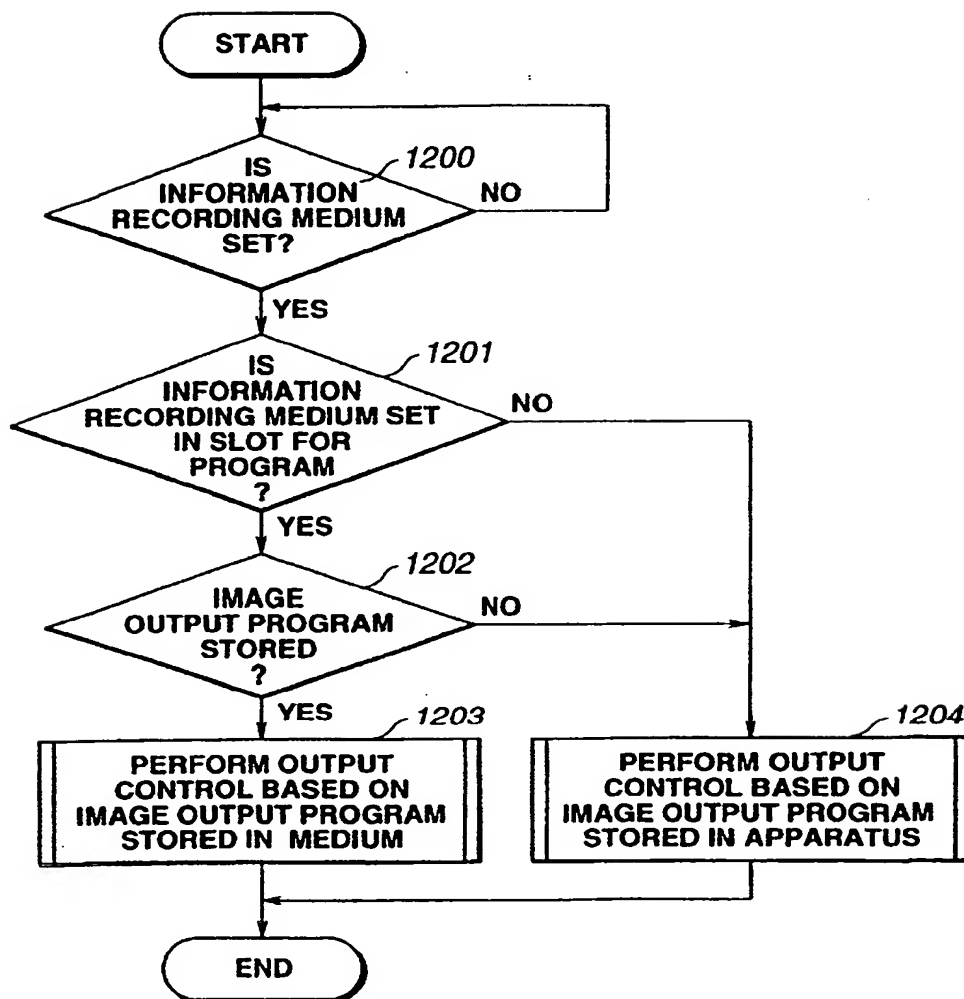 START
1200
IS
INFORMATION
RECORDING MEDIUM
SET?
NO
YES
1201
IS
INFORMATION
RECORDING MEDIUM SET
IN SLOT FOR
PROGRAM
?
NO
YES
1202
IMAGE
OUTPUT PROGRAM
STORED
?
NO
YES
1203
PERFORM OUTPUT
CONTROL BASED ON
IMAGE OUTPUT PROGRAM
STORED IN MEDIUM
1204
PERFORM OUTPUT
CONTROL BASED ON
IMAGE OUTPUT PROGRAM
STORED IN APPARATUS
END